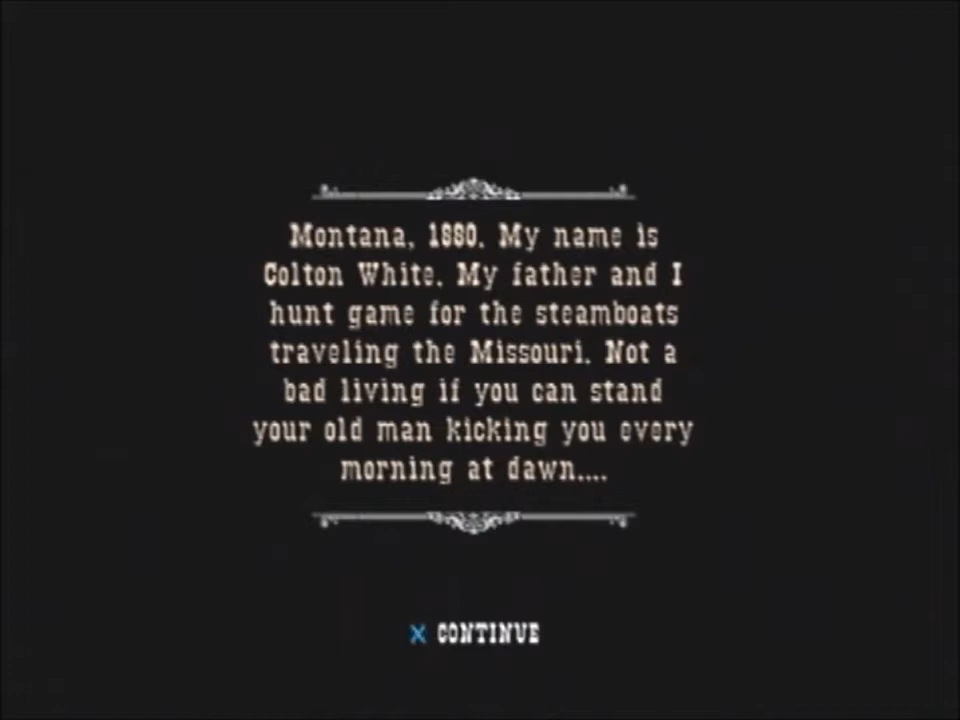 Montana, 1880. My name is
Colton White. My father and I
hunt game for the steamboats
traveling the Missouri. Not a
bad living if you can stand
your old man kicking you every
morning at dawn....
X CONTINUE